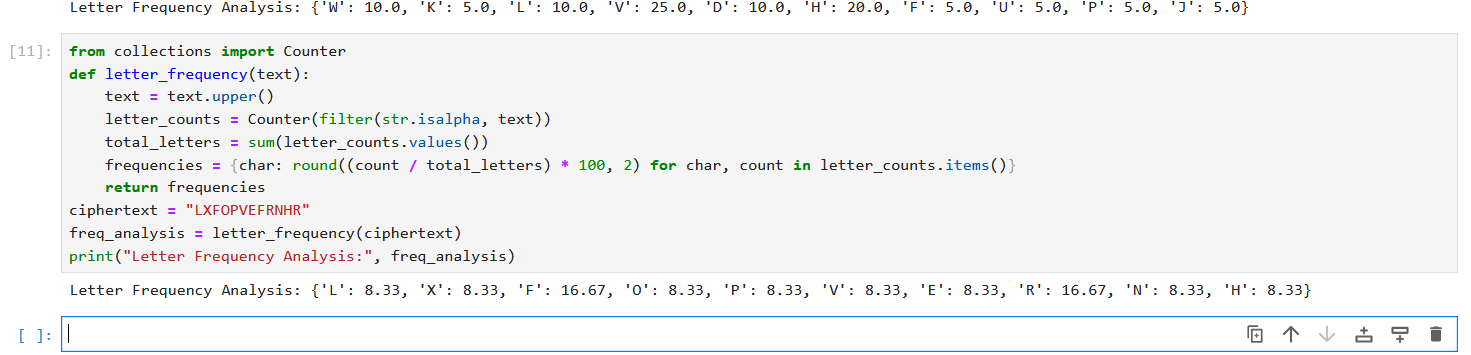 Letter Frequency Analysis: {'W': 10.0, 'K': 5.0, 'L': 10.0, 'V': 25.0, 'D': 10.0, 'H': 20.0, 'F': 5.0, 'U': 5.0, 'P': 5.0, 'J': 5.0}
[11]:
from collections import Counter
def letter_frequency(text):
    text = text.upper()
    letter_counts = Counter(filter(str.isalpha, text))
    total_letters = sum(letter_counts.values())
    frequencies = {char: round((count / total_letters) * 100, 2) for char, count in letter_counts.items()}
    return frequencies
ciphertext = "LXFOPVEFRNHR"
freq_analysis = letter_frequency(ciphertext)
print("Letter Frequency Analysis:", freq_analysis)
Letter Frequency Analysis: {'L': 8.33, 'X': 8.33, 'F': 16.67, 'O': 8.33, 'P': 8.33, 'V': 8.33, 'E': 8.33, 'R': 16.67, 'N': 8.33, 'H': 8.33}
[ ]: